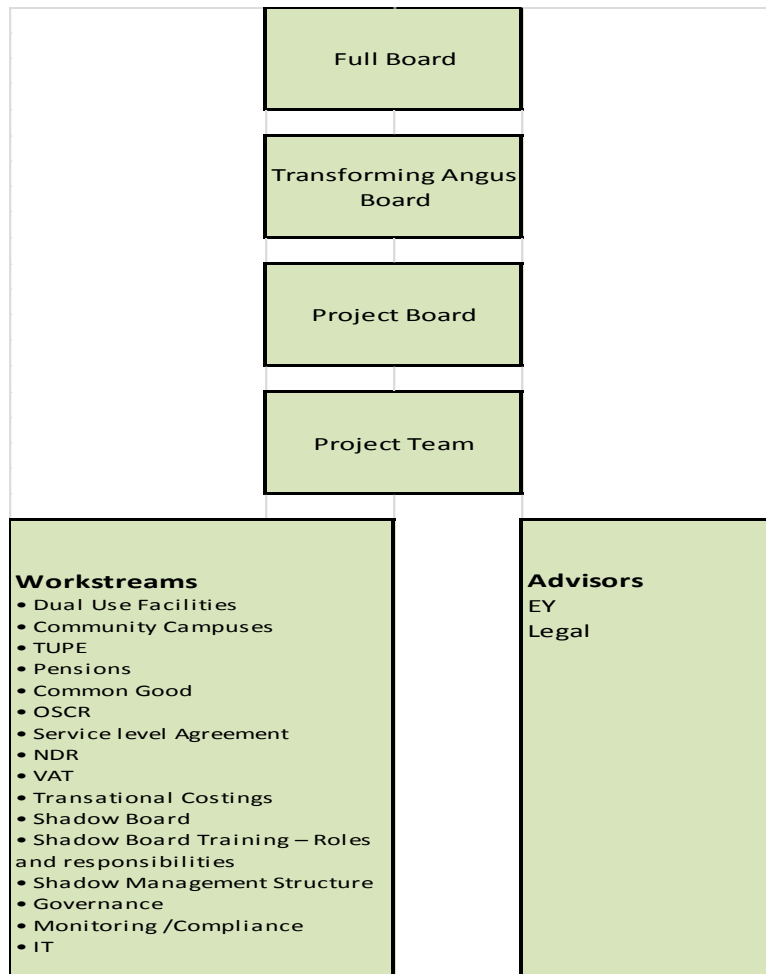 Full Board
Transforming Angus
Board
Project Board
Project Team
Workstreams
• Dual Use Facilities
• Community Campuses
• TUPE
• Pensions
• Common Good
• OSCR
• Service level Agreement
• NDR
• VAT
• Transational Costings
• Shadow Board
• Shadow Board Training – Roles
and responsibilities
• Shadow Management Structure
• Governance
• Monitoring /Compliance
• IT
Advisors
EY
Legal